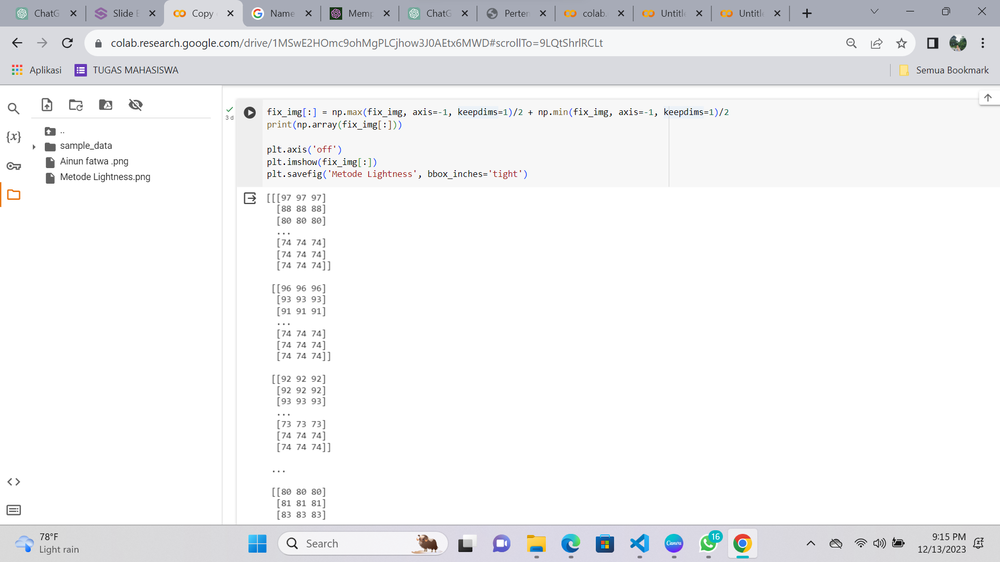 ChatG
Slide E
Copy
Name
Memp
ChatG
Perten
colab.
Untitle
Untitle
colab.research.google.com/drive/1MSwE2HOmc9ohMgPLCjhow3J0AEtx6MWD#scrollTo=9LQtShrlRCLt
Aplikasi
TUGAS MAHASISWA
Semua Bookmark
{x}
..
sample_data
Ainun fatwa .png
Metode Lightness.png
3 d
fix_img[:] = np.max(fix_img, axis=-1, keepdims=1)/2 + np.min(fix_img, axis=-1, keepdims=1)/2
print(np.array(fix_img[:]))
plt.axis('off')
plt.imshow(fix_img[:])
plt.savefig('Metode Lightness', bbox_inches='tight')
[[[97 97 97]
[88 88 88]
[80 80 80]
...
[74 74 74]
[74 74 74]
[74 74 74]]
[[96 96 96]
[93 93 93]
[91 91 91]
...
[74 74 74]
[74 74 74]
[74 74 74]]
[[92 92 92]
[92 92 92]
[93 93 93]
...
[73 73 73]
[74 74 74]
[74 74 74]]
...
[[80 80 80]
[81 81 81]
[83 83 83]
78°F
Light rain
Search
Canva
16
9:15 PM
12/13/2023